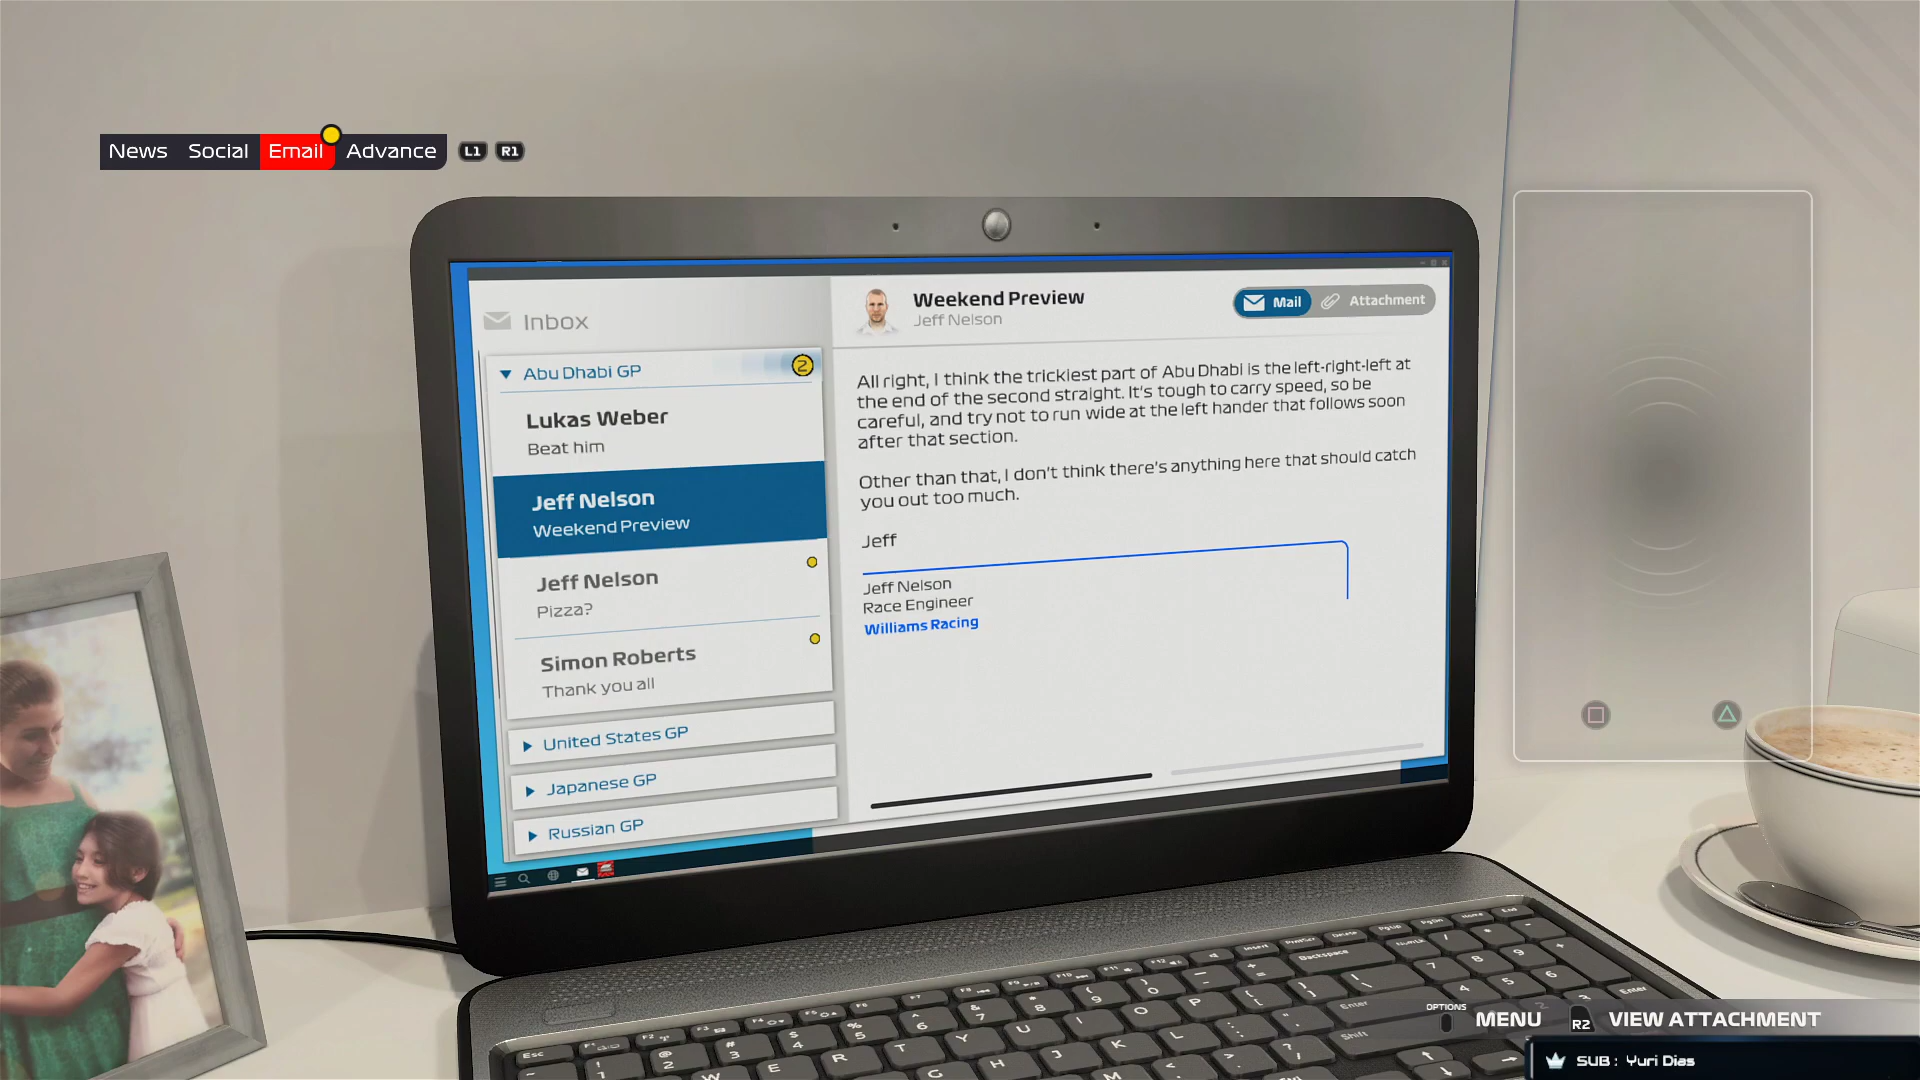 News Social Email Advance L1 R1
Inbox
Abu Dhabi GP 2
Lukas Weber
Beat him
Jeff Nelson
Weekend Preview
Jeff Nelson
Pizza?
Simon Roberts
Thank you all
United States GP
Japanese GP
Russian GP
Weekend Preview
Jeff Nelson
Mail Attachment
All right, I think the trickiest part of Abu Dhabi is the left-right-left at
the end of the second straight. It's tough to carry speed, so be
careful, and try not to run wide at the left hander that follows soon
after that section.
Other than that, I don't think there's anything here that should catch
you out too much.
Jeff
Jeff Nelson
Race Engineer
Williams Racing
OPTIONS MENU R2 VIEW ATTACHMENT
SUB : Yuri Dias
Backspace
Enter
Shift
Enter
Esc